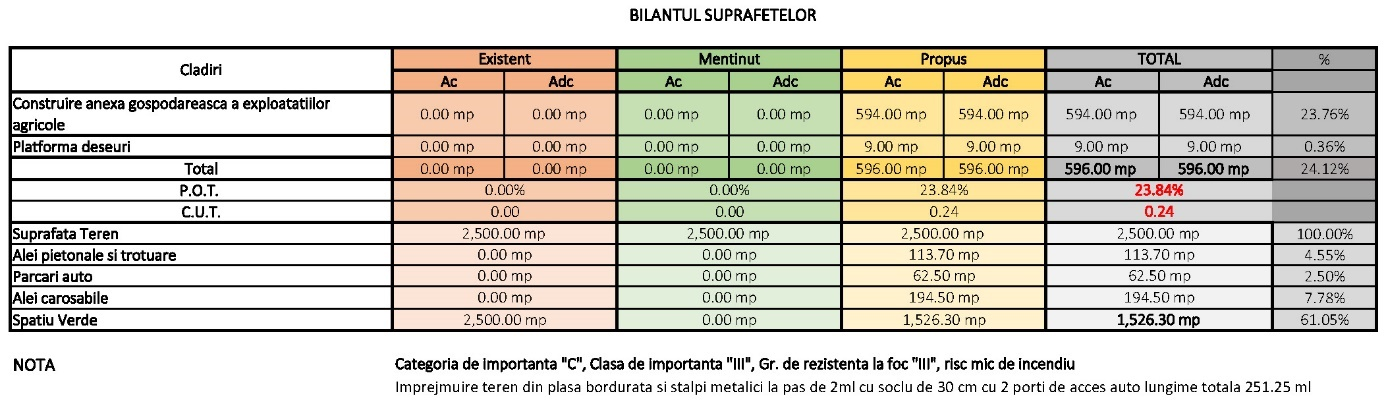 BILANTUL SUPRAFETELOR
Cladiri Existent Mentinut Propus TOTAL %
Ac Adc Ac Adc Ac Adc Ac Adc
Construire anexa gospodareasca a exploatatiilor
agricole 0.00 mp 0.00 mp 0.00 mp 0.00 mp 594.00 mp 594.00 mp 594.00 mp 594.00 mp 23.76%
Platforma deseuri 0.00 mp 0.00 mp 0.00 mp 0.00 mp 9.00 mp 9.00 mp 9.00 mp 9.00 mp 0.36%
Total 0.00 mp 0.00 mp 0.00 mp 0.00 mp 596.00 mp 596.00 mp 596.00 mp 596.00 mp 24.12%
P.O.T. 0.00% 0.00% 23.84% 23.84%
C.U.T. 0.00 0.00 0.24 0.24
Suprafata Teren 2,500.00 mp 2,500.00 mp 2,500.00 mp 2,500.00 mp 100.00%
Alei pietonale si trotuare 0.00 mp 0.00 mp 113.70 mp 113.70 mp 4.55%
Parcari auto 0.00 mp 0.00 mp 62.50 mp 62.50 mp 2.50%
Alei carosabile 0.00 mp 0.00 mp 194.50 mp 194.50 mp 7.78%
Spatiu Verde 2,500.00 mp 0.00 mp 1,526.30 mp 1,526.30 mp 61.05%
NOTA Categoria de importanta "C", Clasa de importanta "III", Gr. de rezistenta la foc "III", risc mic de incendiu
Imprejmuire teren din plasa bordurata si stalpi metalici la pas de 2ml cu soclu de 30 cm cu 2 porti de acces auto lungime totala 251.25 ml